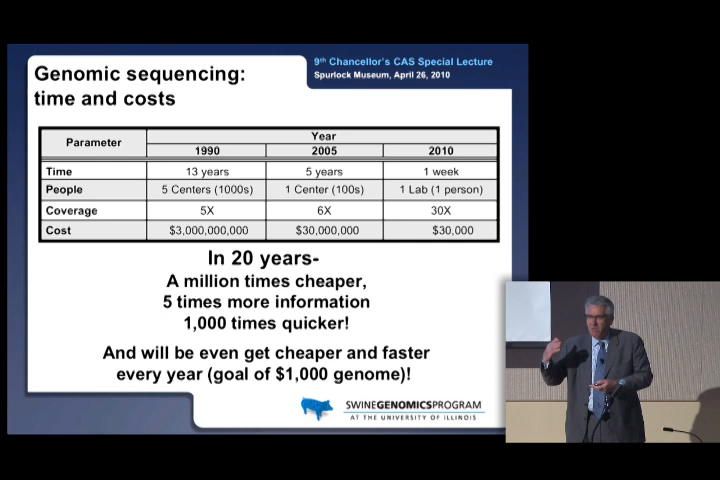 9th Chancellor's CAS Special Lecture
Spurlock Museum, April 26, 2010
Genomic sequencing:
time and costs
Parameter Year
1990 2005 2010
Time 13 years 5 years 1 week
People 5 Centers (1000s) 1 Center (100s) 1 Lab (1 person)
Coverage 5X 6X 30X
Cost $3,000,000,000 $30,000,000 $30,000
In 20 years-
A million times cheaper,
5 times more information
1,000 times quicker!
And will be even get cheaper and faster
every year (goal of $1,000 genome)!
SWINEGENOMICSPROGRAM
AT THE UNIVERSITY OF ILLINOIS